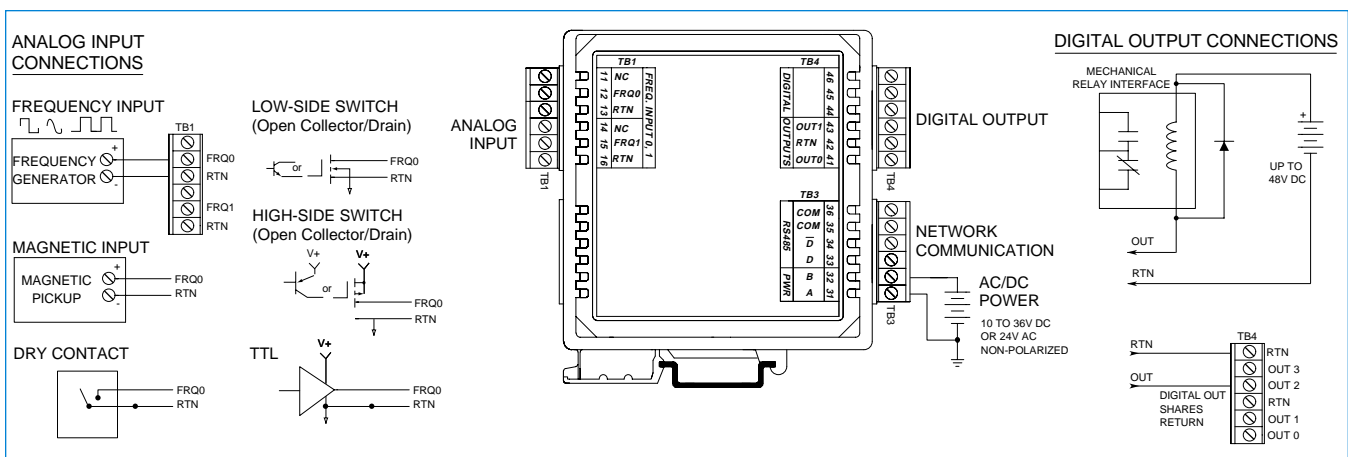 ANALOG INPUT
CONNECTIONS
FREQUENCY INPUT
TB1
+
FREQUENCY
GENERATOR
-
FRQ0
RTN
FRQ1
RTN
MAGNETIC INPUT
+
MAGNETIC
PICKUP
-
FRQ0
RTN
DRY CONTACT
FRQ0
RTN
LOW-SIDE SWITCH
(Open Collector/Drain)
or
FRQ0
RTN
HIGH-SIDE SWITCH
(Open Collector/Drain)
V+
V+
or
FRQ0
RTN
TTL
V+
FRQ0
RTN
ANALOG
INPUT
TB1
TB1
11 NC
12 FRQ0
13 RTN
14 NC
15 FRQ1
16 RTN
FREQ. INPUT 0, 1
TB4
DIGITAL OUTPUTS
46
45
44
OUT1 43
RTN 42
OUT0 41
TB4
DIGITAL OUTPUT
TB3
RS485
COM 36
COM 35
D 34
D 33
PWR
B 32
A 31
TB3
NETWORK
COMMUNICATION
AC/DC
POWER
10 TO 36V DC
OR 24V AC
NON-POLARIZED
DIGITAL OUTPUT CONNECTIONS
MECHANICAL
RELAY INTERFACE
+
UP TO
48V DC
OUT
RTN
TB4
RTN
OUT
DIGITAL OUT
SHARES
RETURN
RTN
OUT 3
OUT 2
RTN
OUT 1
OUT 0